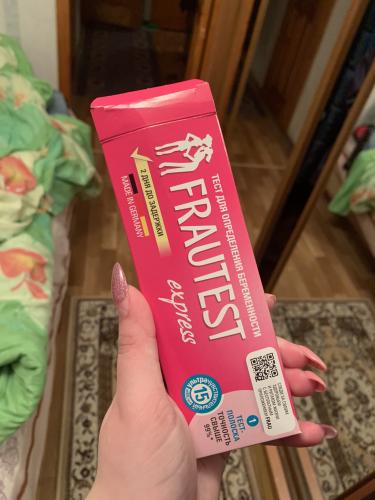 ТЕСТ ДЛЯ ОПРЕДЕЛЕНИЯ БЕРЕМЕННОСТИ
2 ДНЯ ДО ЗАДЕРЖКИ
MADE IN GERMANY
FRAUTEST
express
15
1
ТЕСТ-
ПОЛОСКА
ТОЧНОСТЬ
СВЫШЕ
99%*